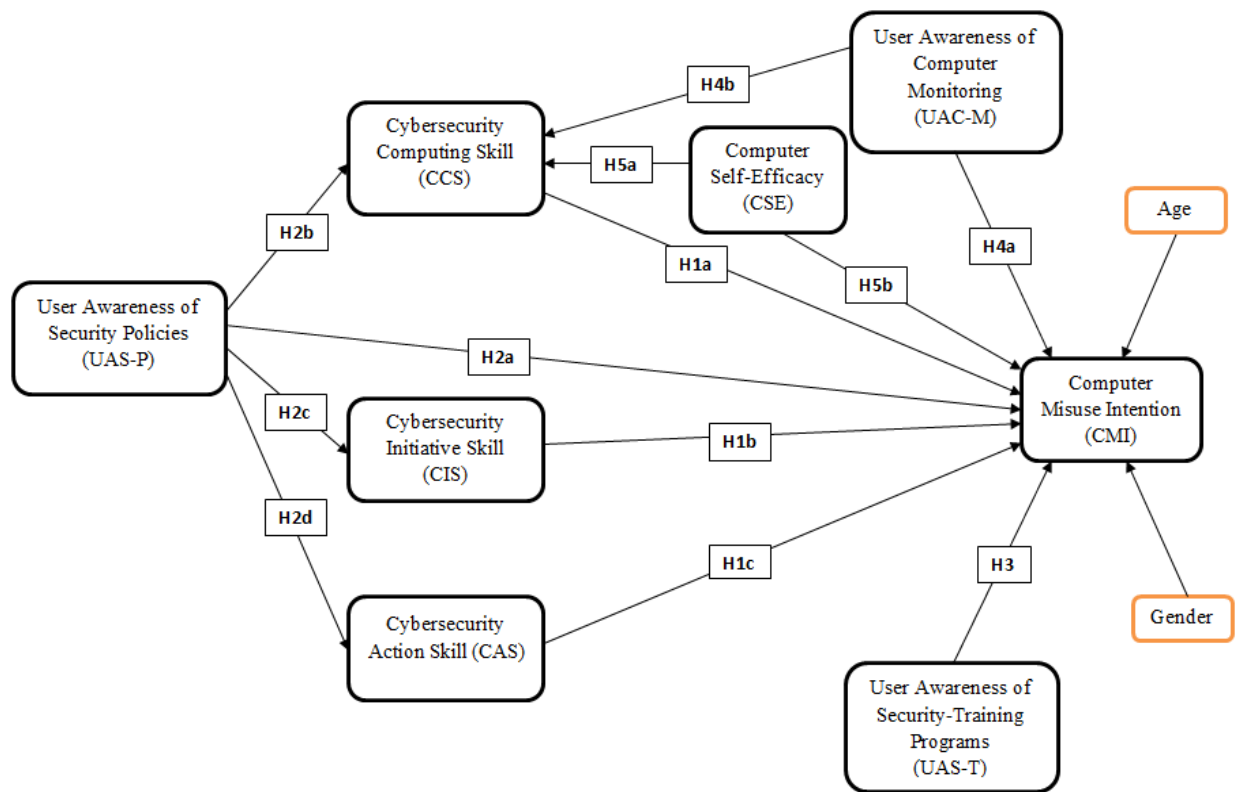 User Awareness of
Computer
Monitoring
(UAC-M)
H4b
Cybersecurity
Computing Skill
(CCS)
H5a
Computer
Self-Efficacy
(CSE)
Age
H2b
H1a
H4a
H5b
User Awareness of
Security Policies
(UAS-P)
H2a
Computer
Misuse Intention
(CMI)
H2c
Cybersecurity
Initiative Skill
(CIS)
H1b
H2d
H1c
H3
Cybersecurity
Action Skill (CAS)
Gender
User Awareness of
Security-Training
Programs
(UAS-T)